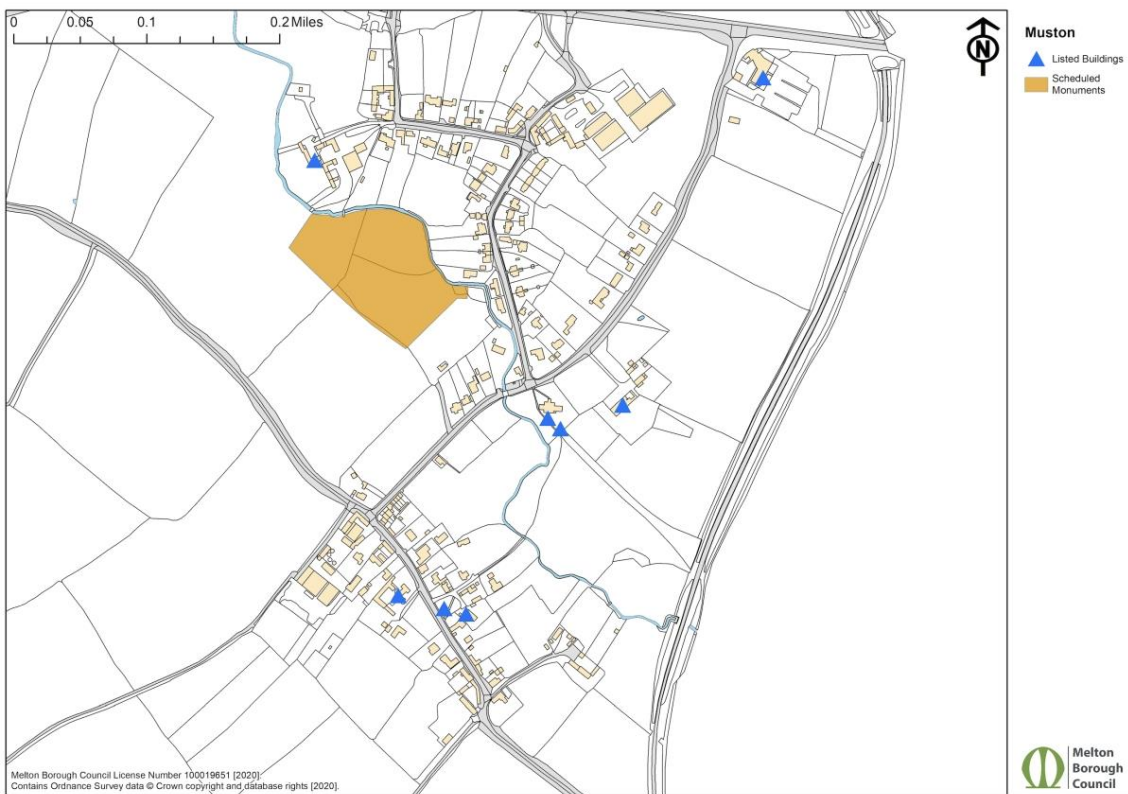 0 0.05 0.1 0.2 Miles
N
Muston
Listed Buildings
Scheduled
Monuments
Melton Borough Council License Number 100019651 [2020].
Contains Ordnance Survey data © Crown copyright and database rights [2020].
Melton
Borough
Council